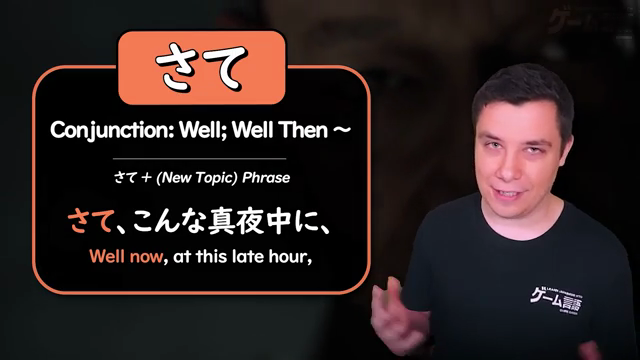 さて
Conjunction: Well; Well Then ～
さて + (New Topic) Phrase
さて、こんな真夜中に、
Well now, at this late hour,
ゲーム言語